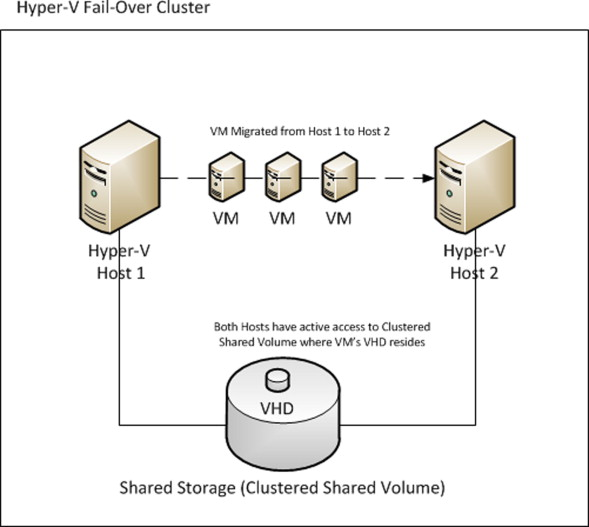 Hyper-V Fail-Over Cluster
VM Migrated from Host 1 to Host 2
VM
VM
VM
Hyper-V
Host 1
Hyper-V
Host 2
Both Hosts have active access to Clustered
Shared Volume where VM's VHD resides
VHD
Shared Storage (Clustered Shared Volume)